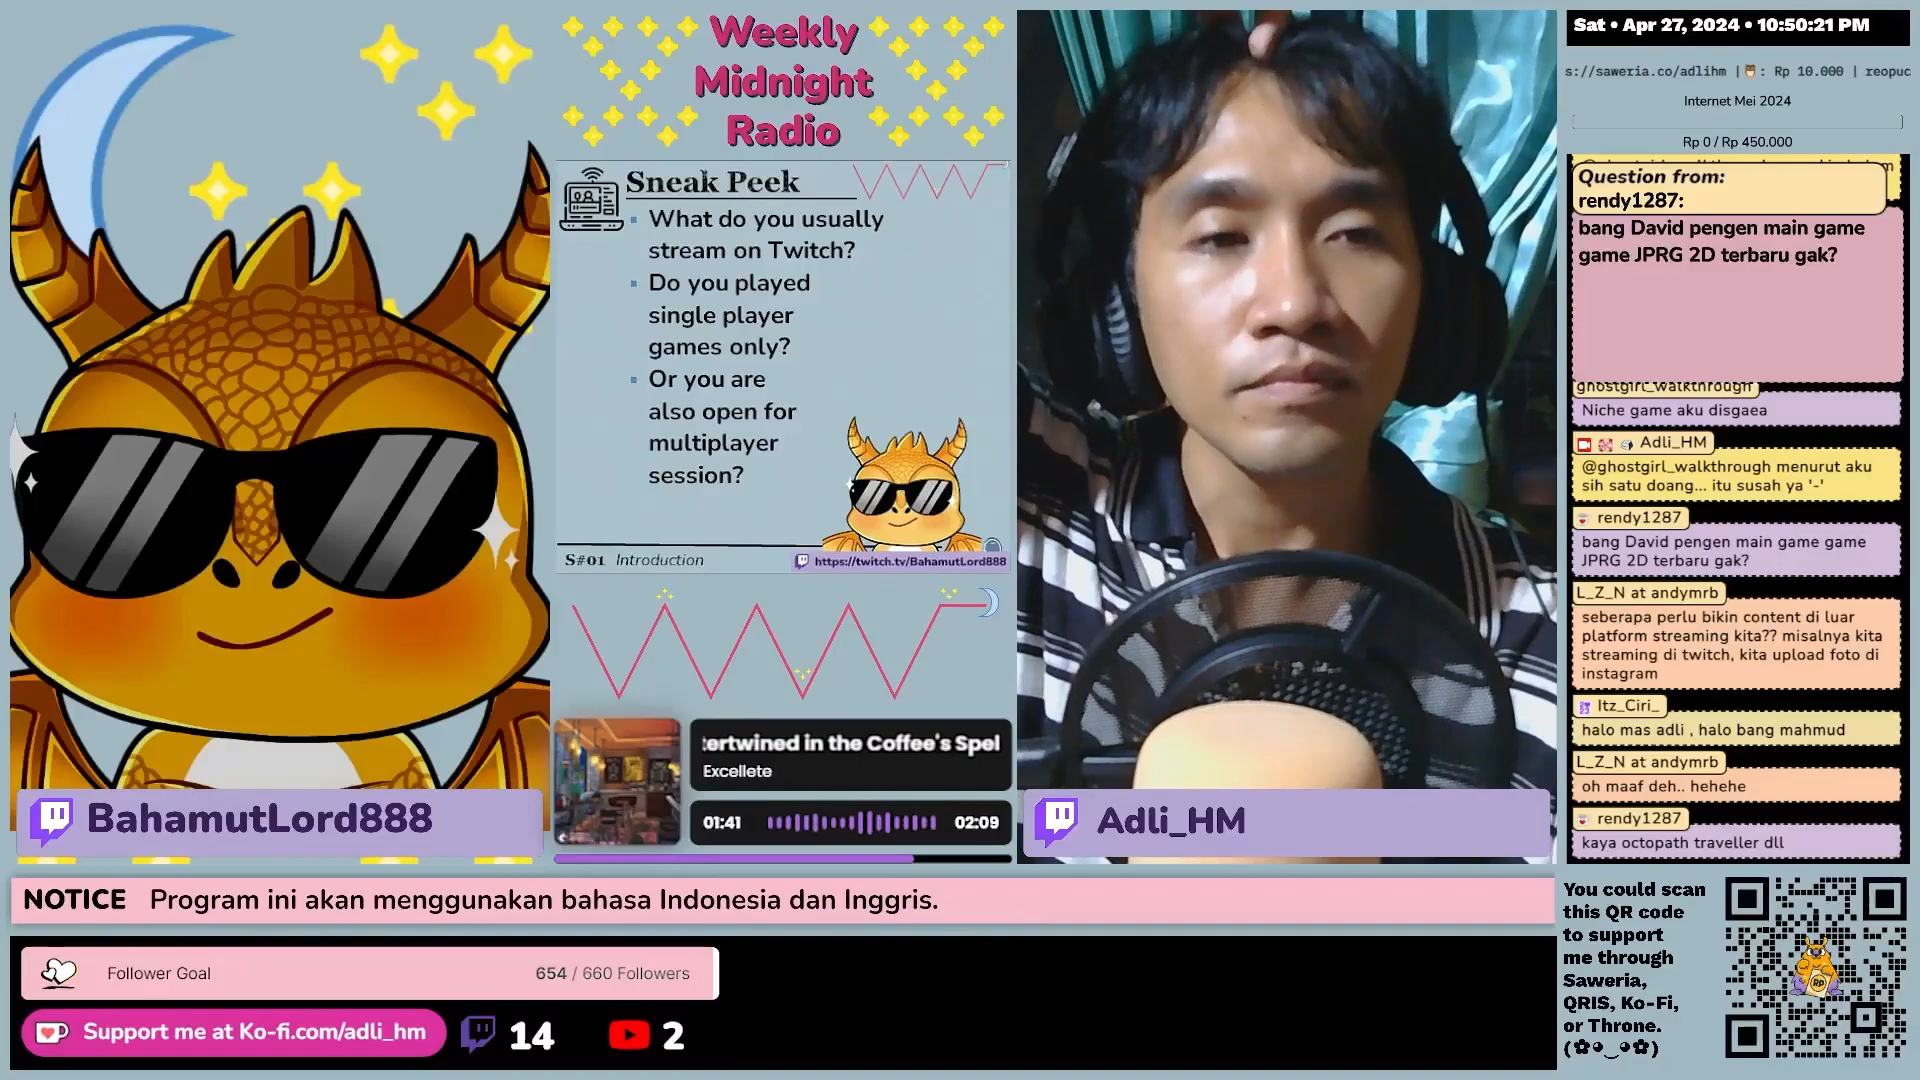 Weekly
Midnight
Radio
Sneak Peek
What do you usually
stream on Twitch?
Do you played
single player
games only?
Or you are
also open for
multiplayer
session?
S#01 Introduction
https://twitch.tv/BahamutLord888
:ertwined in the Coffee's Spel
Excellete
01:41
02:09
BahamutLord888
Adli_HM
Sat • Apr 27, 2024 • 10:50:21 PM
s://saweria.co/adlihm | : Rp 10.000 | reopuc
Internet Mei 2024
Rp 0 / Rp 450.000
Question from:
rendy1287:
bang David pengen main game
game JPRG 2D terbaru gak?
ghostgirl_walkthrough
Niche game aku disgaea
Adli_HM
@ghostgirl_walkthrough menurut aku
sih satu doang... itu susah ya '-'
rendy1287
bang David pengen main game game
JPRG 2D terbaru gak?
L_Z_N at andymrb
seberapa perlu bikin content di luar
platform streaming kita?? misalnya kita
streaming di twitch, kita upload foto di
instagram
Itz_Ciri_
halo mas adli , halo bang mahmud
L_Z_N at andymrb
oh maaf deh.. hehehe
rendy1287
kaya octopath traveller dll
NOTICE Program ini akan menggunakan bahasa Indonesia dan Inggris.
Follower Goal
654 / 660 Followers
Support me at Ko-fi.com/adli_hm
14
2
You could scan
this QR code
to support
me through
Saweria,
QRIS, Ko-Fi,
or Throne.
(✿◕‿◕✿)
RP